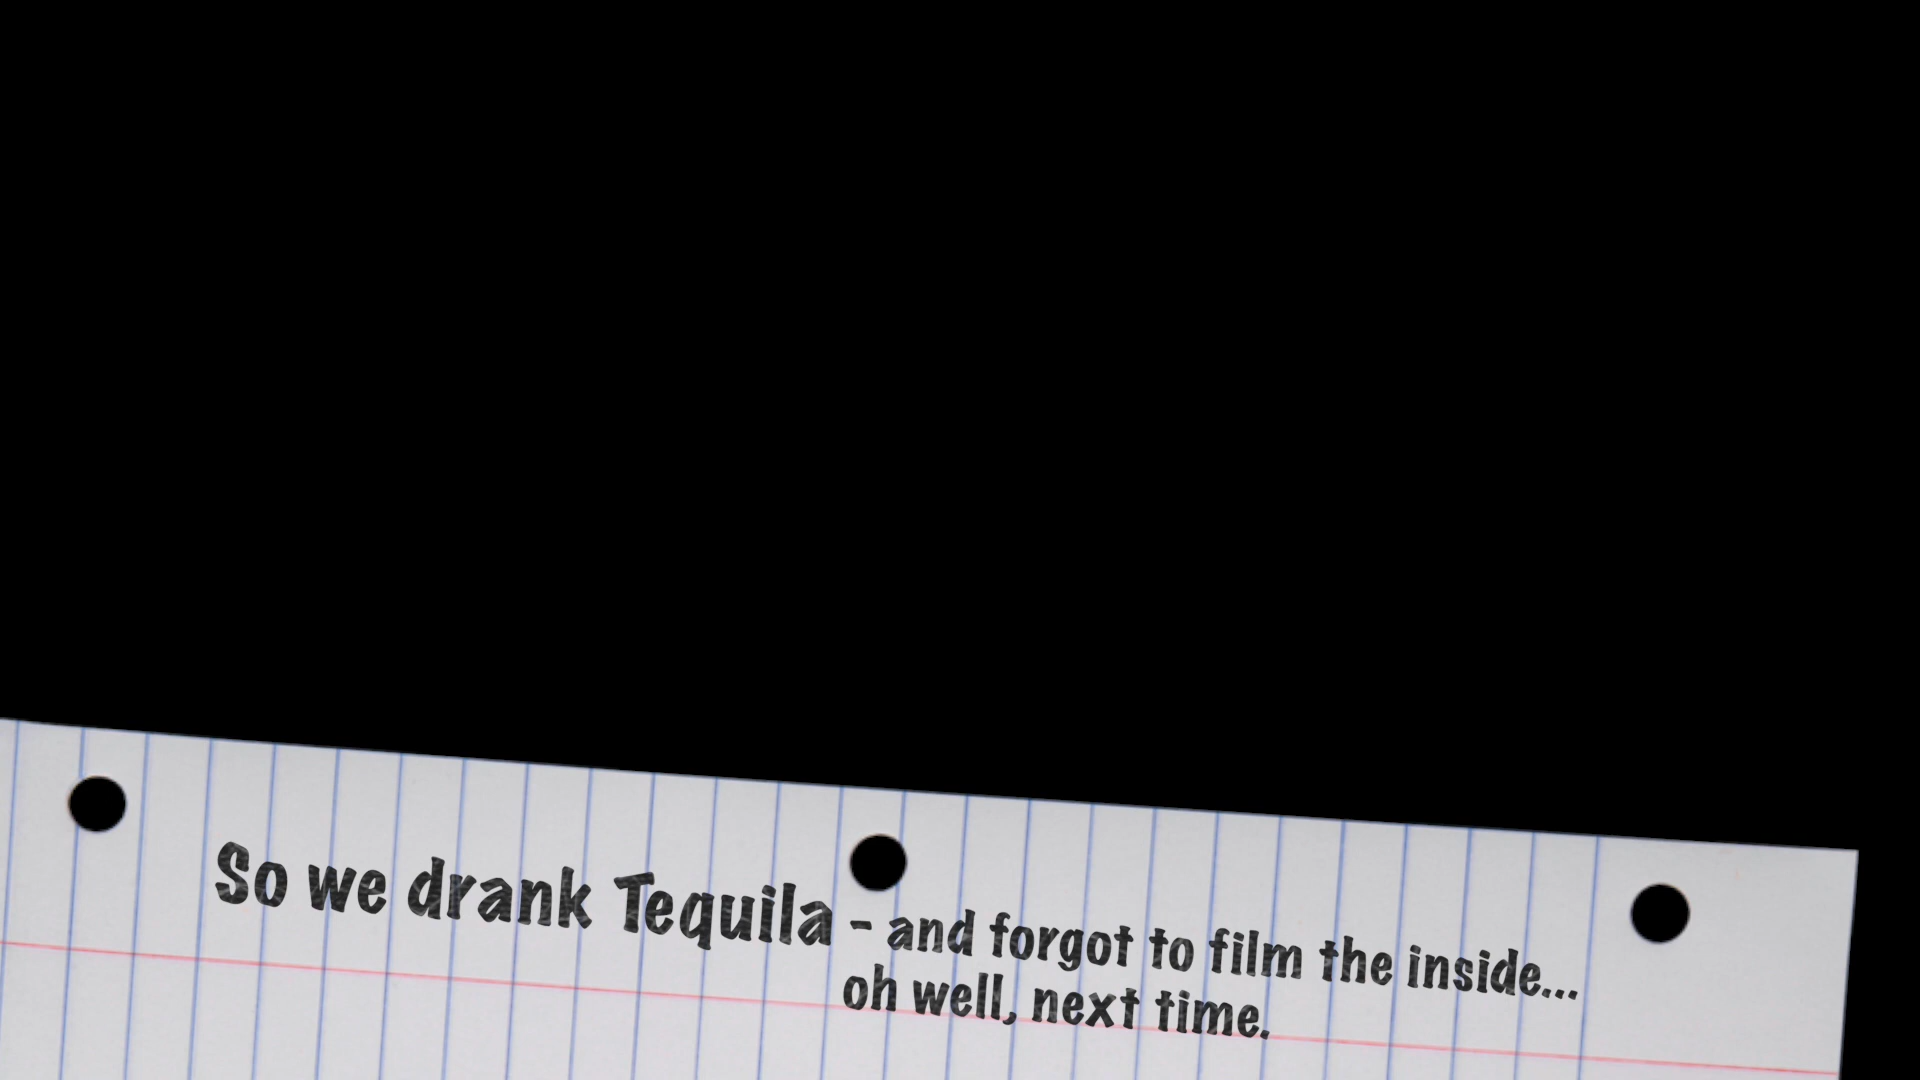 So we drank Tequila - and forgot to film the inside...
oh well, next time.